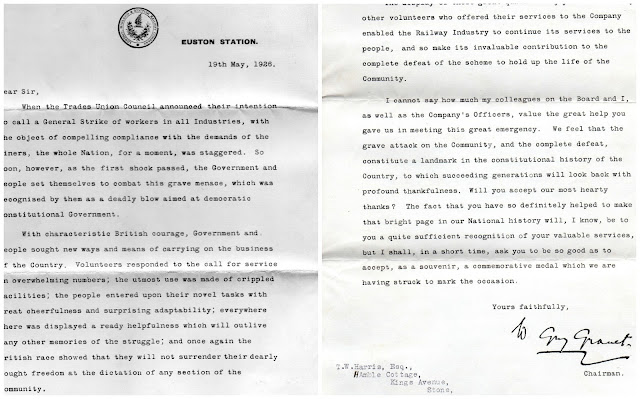 EUSTON STATION.
19th May, 1926.
ear Sir,
When the Trades Union Council announced their intention
o call a General Strike of workers in all Industries, with
he object of compelling compliance with the demands of the
iners, the whole Nation, for a moment, was staggered. So
oon, however, as the first shock passed, the Government and
eople set themselves to combat this grave menace, which was
ecognised by them as a deadly blow aimed at democratic
onstitutional Government.
With characteristic British courage, Government and
eople sought new ways and means of carrying on the business
f the Country. Volunteers responded to the call for service
n overwhelming numbers; the utmost use was made of crippled
acilities; the people entered upon their novel tasks with
reat cheerfulness and surprising adaptability; everywhere
here was displayed a ready helpfulness which will outlive
ny other memories of the struggle; and once again the
ritish race showed that they will not surrender their dearly
ought freedom at the dictation of any section of the
ommunity.
other volunteers who offered their services to the Company
enabled the Railway Industry to continue its services to the
people, and so make its invaluable contribution to the
complete defeat of the scheme to hold up the life of the
Community.
I cannot say how much my colleagues on the Board and I,
as well as the Company's Officers, value the great help you
gave us in meeting this great emergency. We feel that the
grave attack on the Community, and the complete defeat,
constitute a landmark in the constitutional history of the
Country, to which succeeding generations will look back with
profound thankfulness. Will you accept our most hearty
thanks? The fact that you have so definitely helped to make
that bright page in our National history will, I know, be to
you a quite sufficient recognition of your valuable services,
but I shall, in a short time, ask you to be so good as to
accept, as a souvenir, a commemorative medal which we are
having struck to mark the occasion.
Yours faithfully,
W Guy Granet.
Chairman.
T.W.Harris, Esq.,
HAmble Cottage,
Kings Avenue,
Stone,